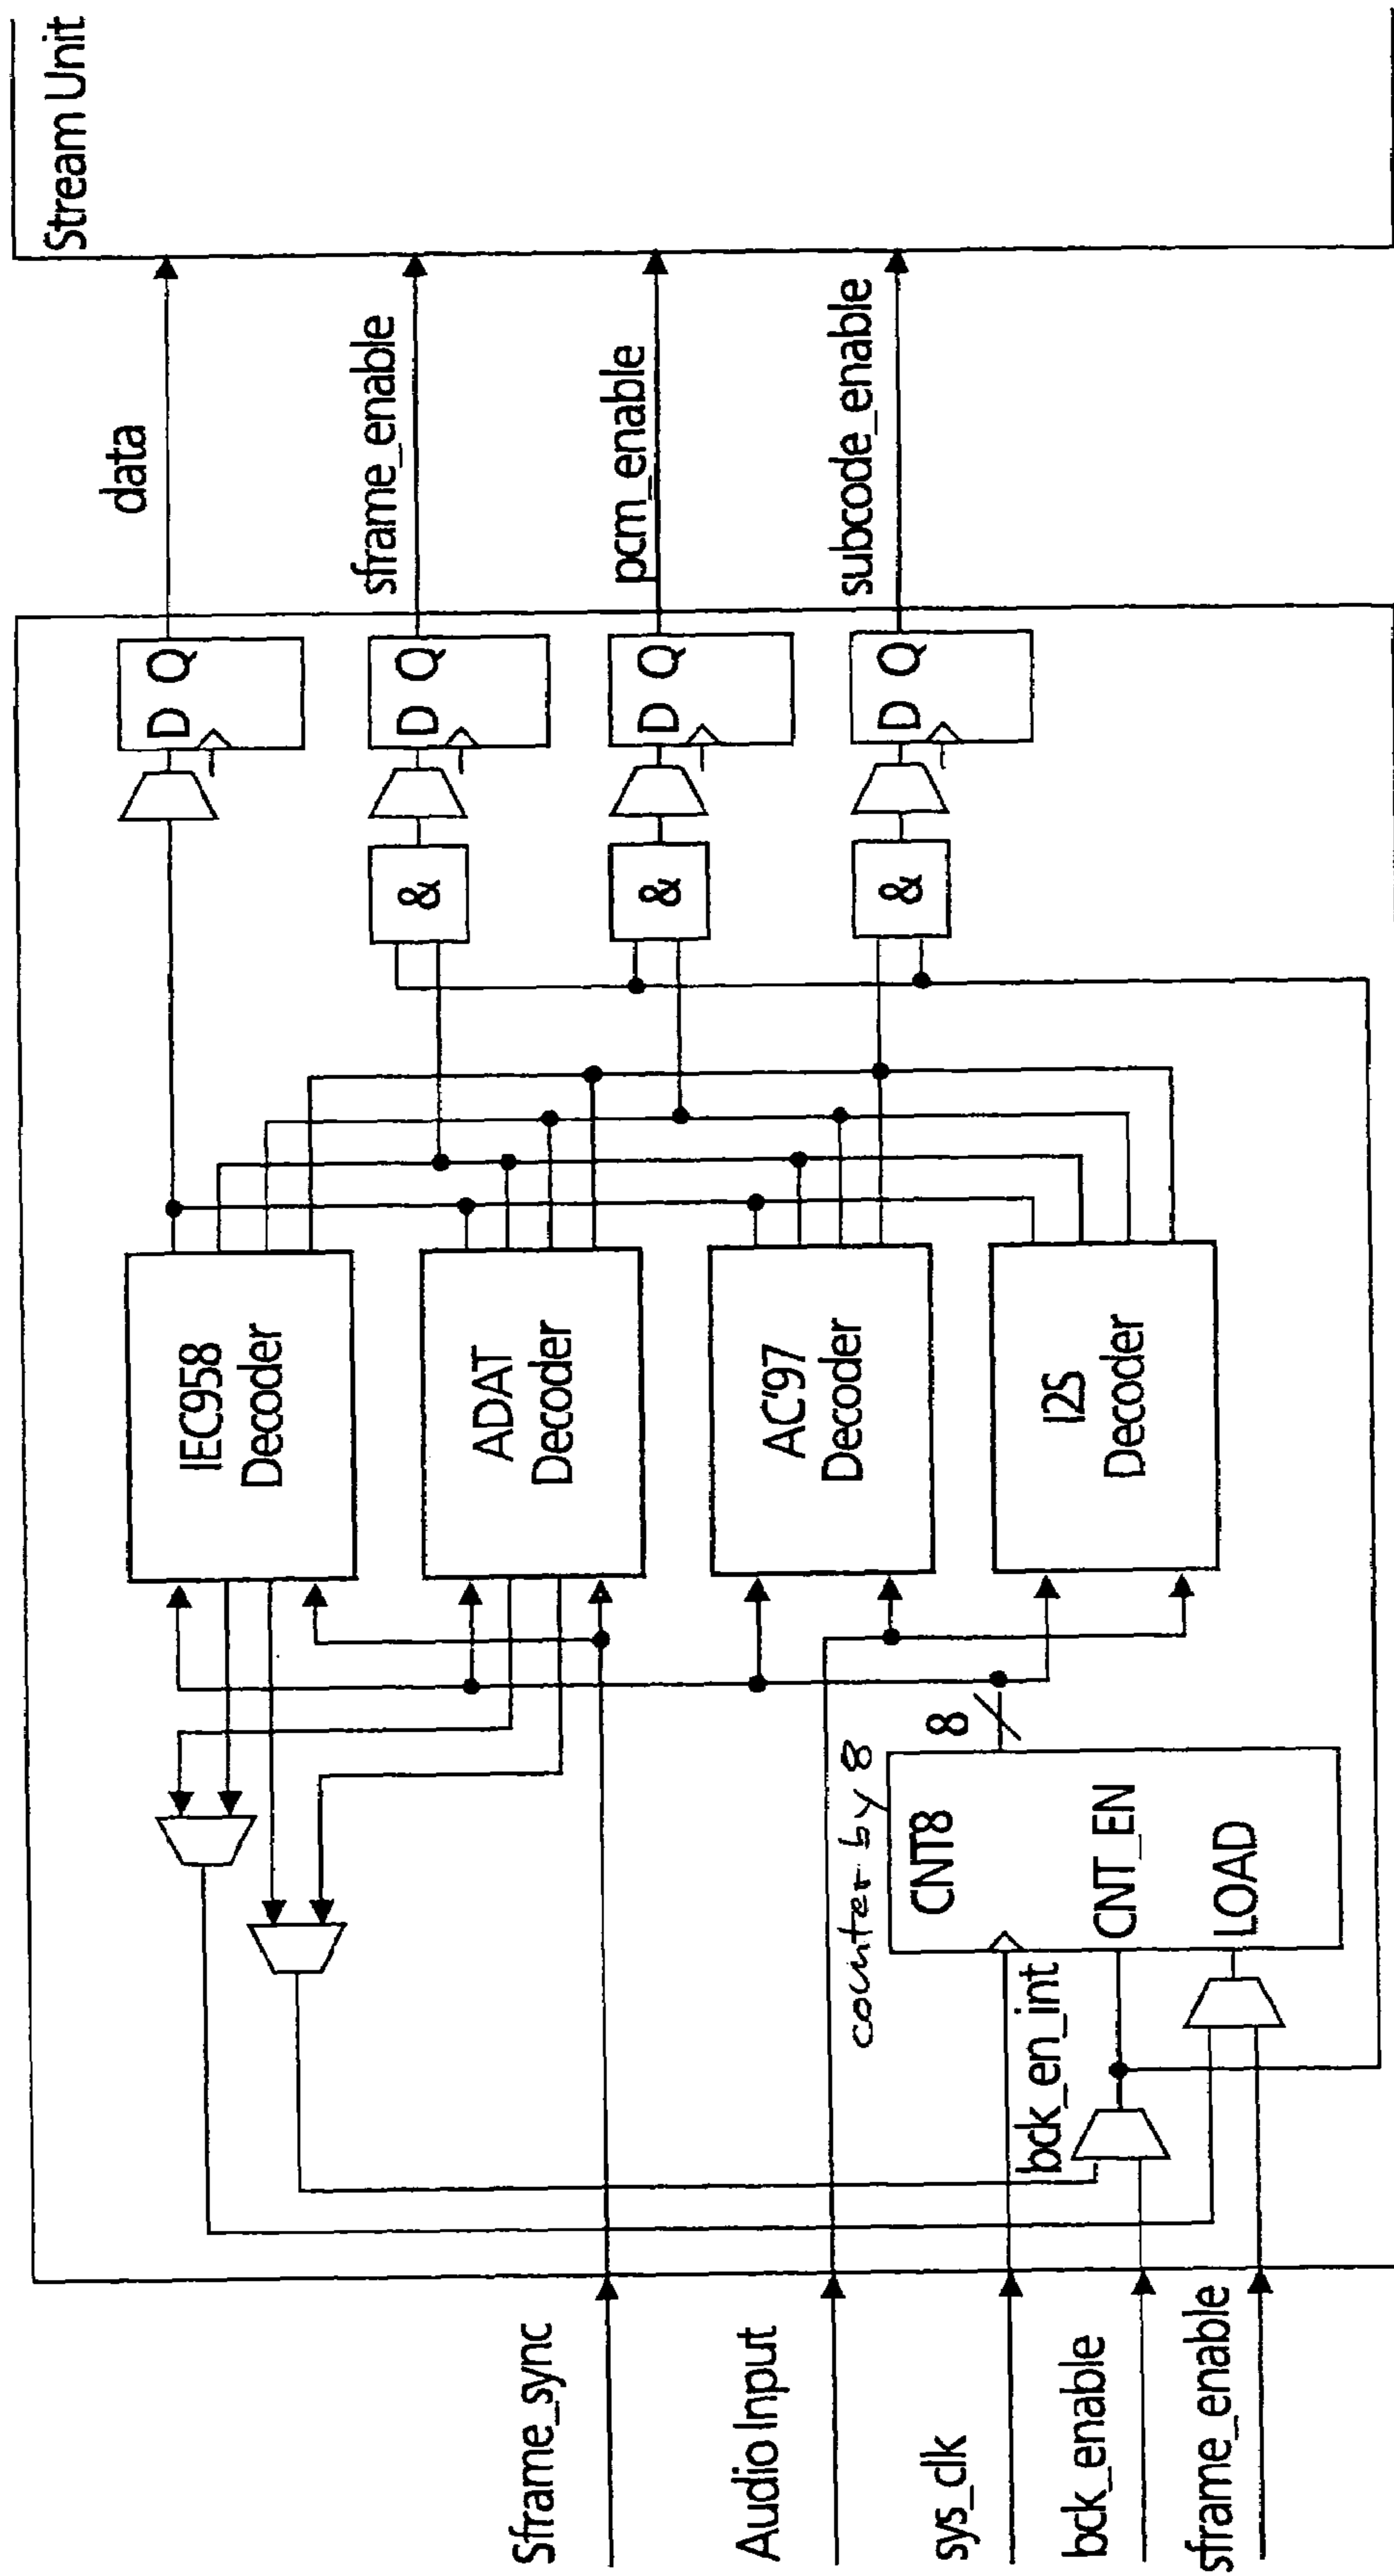 Stream Unit
data
sframe_enable
pcm_enable
subcode_enable
D Q
D Q
D Q
D Q
&
&
&
IEC958
Decoder
ADAT
Decoder
AC'97
Decoder
I2S
Decoder
8
counter by 8
CNT8
CNT_EN
LOAD
bck_en_int
Sframe_sync
Audio Input
sys_clk
bck_enable
sframe_enable